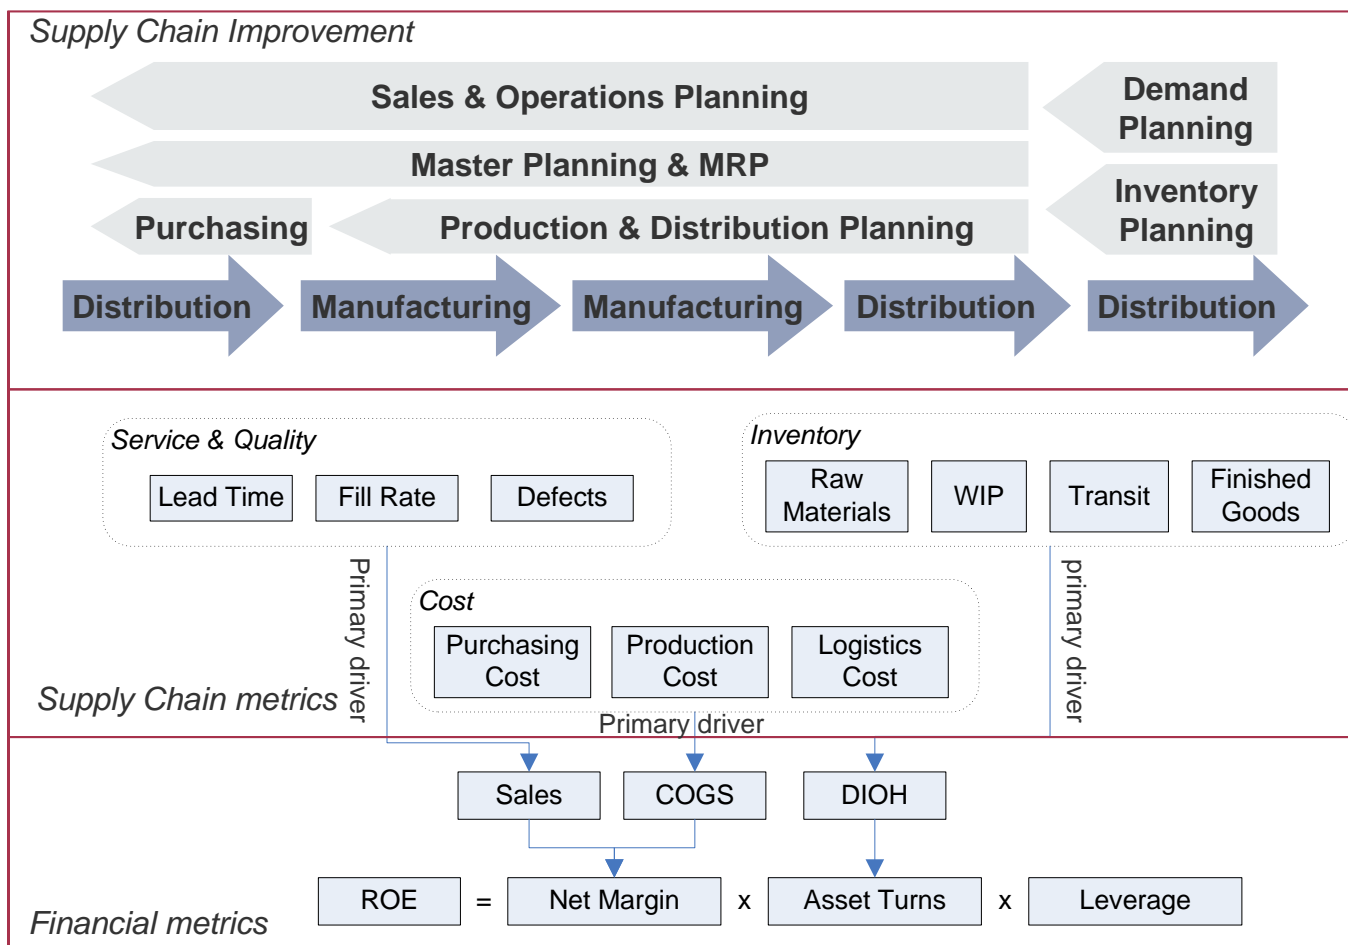 Supply Chain Improvement
Sales & Operations Planning
Demand
Planning
Master Planning & MRP
Inventory
Planning
Purchasing
Production & Distribution Planning
Distribution
Manufacturing
Manufacturing
Distribution
Distribution
Service & Quality
Lead Time
Fill Rate
Defects
Inventory
Raw
Materials
WIP
Transit
Finished
Goods
Primary driver
primary driver
Cost
Purchasing
Cost
Production
Cost
Logistics
Cost
Supply Chain metrics
Primary driver
Sales
COGS
DIOH
ROE = Net Margin x Asset Turns x Leverage
Financial metrics